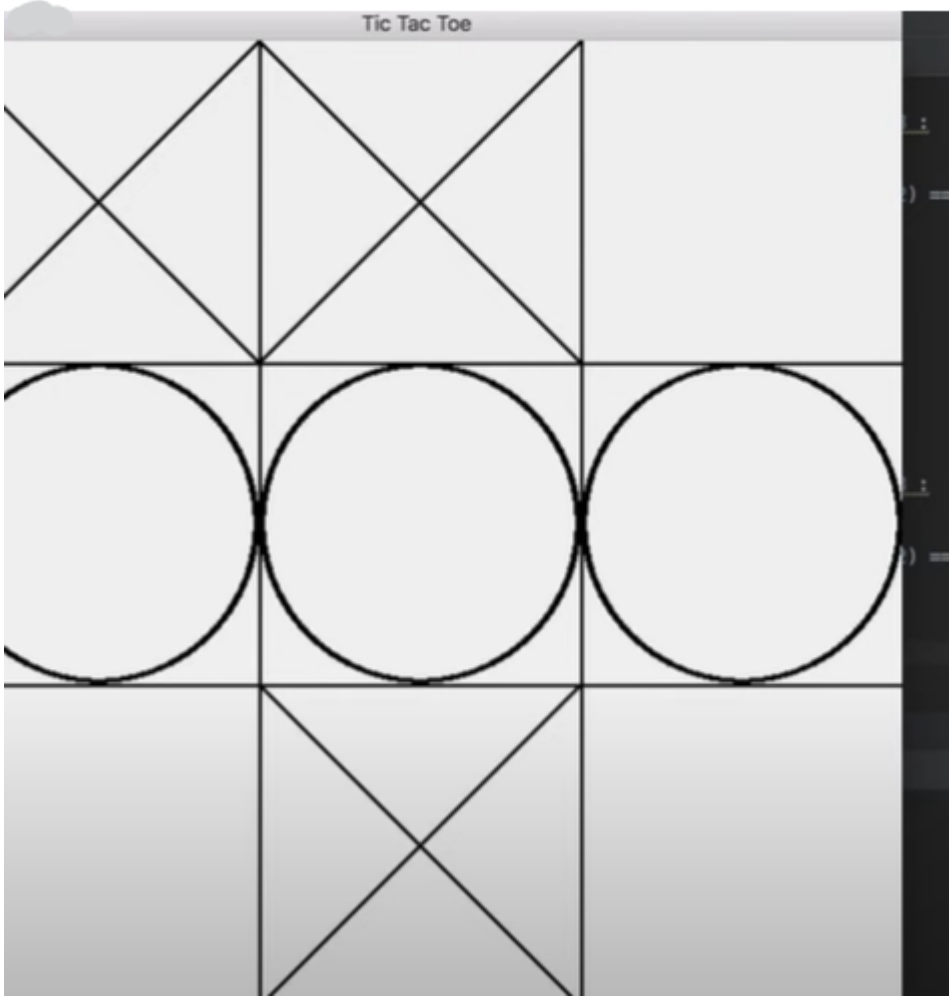 Tic Tac Toe
:
) ==
:
) ==